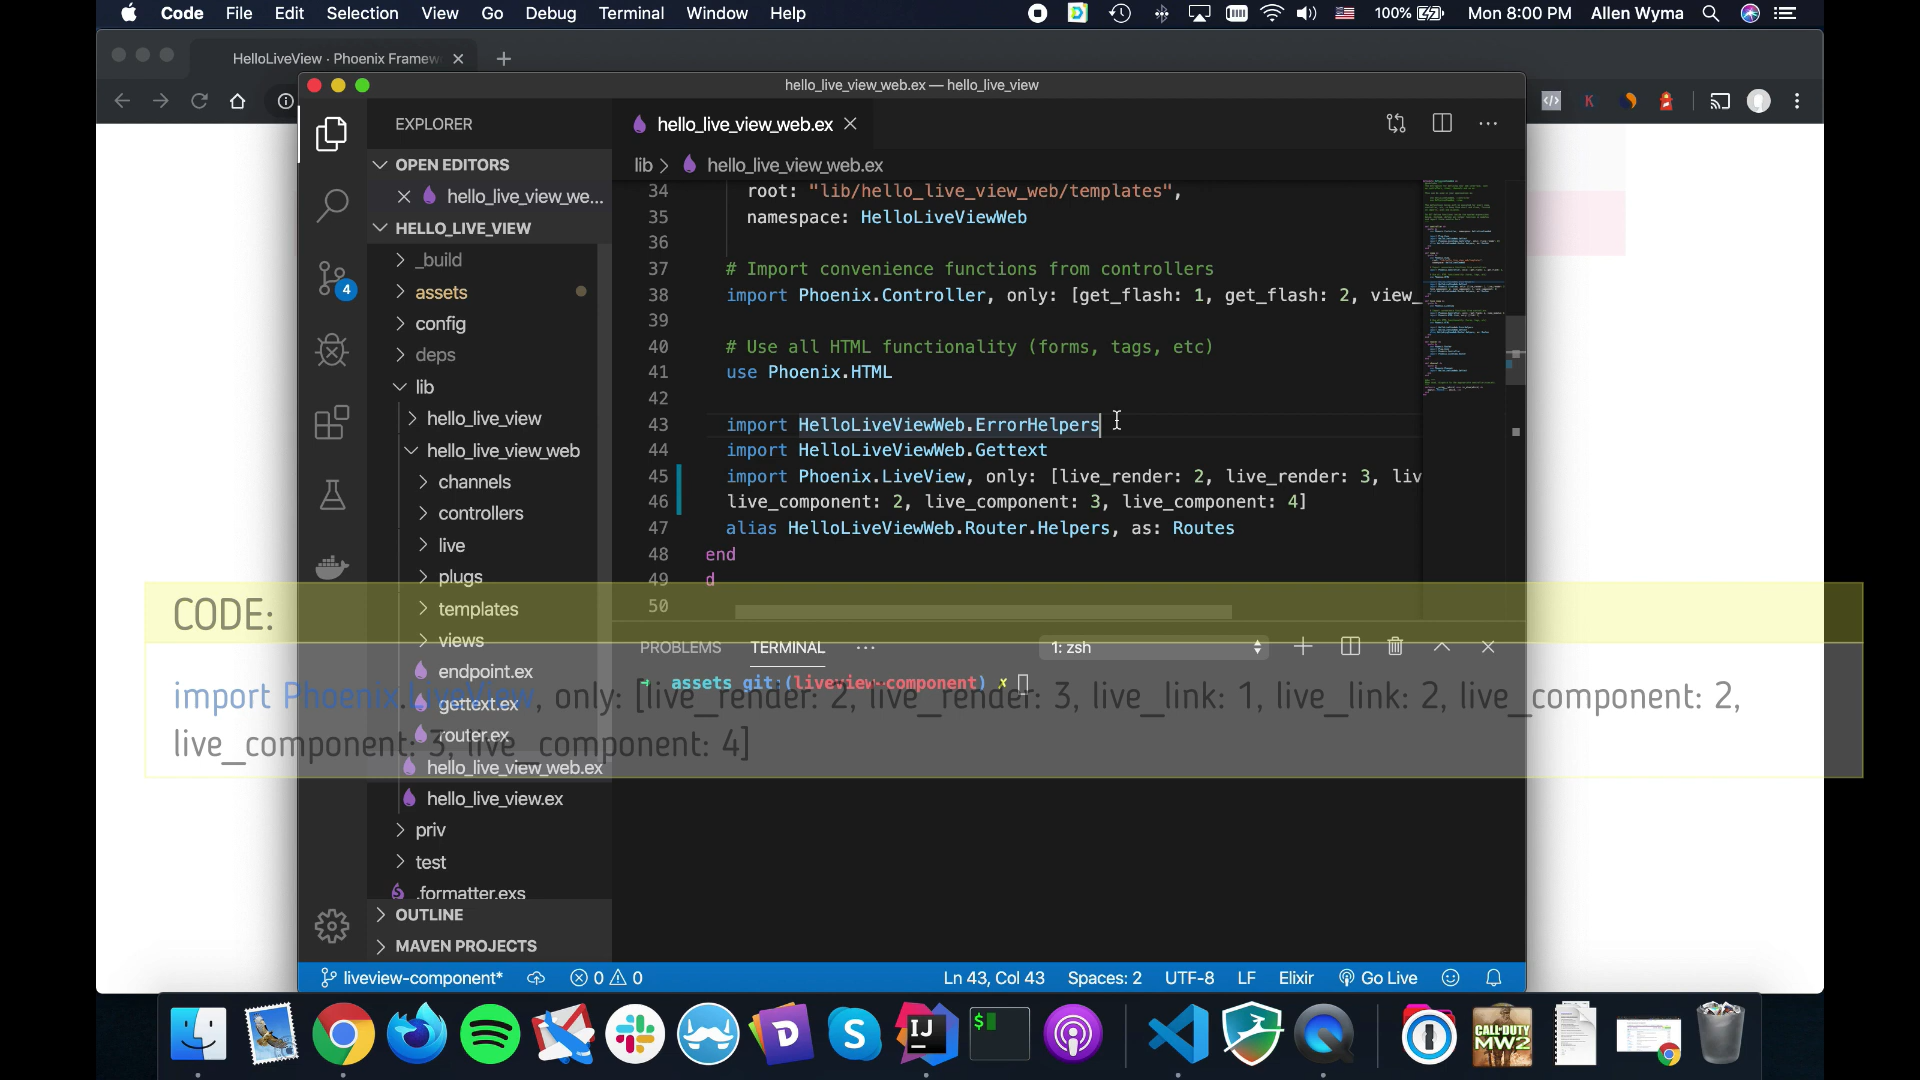 Code File Edit Selection View Go Debug Terminal Window Help 100% Mon 8:00 PM Allen Wyma
HelloLiveView · Phoenix Framew
hello_live_view_web.ex — hello_live_view
EXPLORER
OPEN EDITORS
hello_live_view_we...
HELLO_LIVE_VIEW
_build
assets
config
deps
lib
hello_live_view
hello_live_view_web
channels
controllers
live
plugs
templates
views
endpoint.ex
gettext.ex
router.ex
hello_live_view_web.ex
hello_live_view.ex
priv
test
.formatter.exs
OUTLINE
MAVEN PROJECTS
4
hello_live_view_web.ex
lib > hello_live_view_web.ex
34 root: "lib/hello_live_view_web/templates",
35 namespace: HelloLiveViewWeb
36
37 # Import convenience functions from controllers
38 import Phoenix.Controller, only: [get_flash: 1, get_flash: 2, view_
39
40 # Use all HTML functionality (forms, tags, etc)
41 use Phoenix.HTML
42
43 import HelloLiveViewWeb.ErrorHelpers
44 import HelloLiveViewWeb.Gettext
45 import Phoenix.LiveView, only: [live_render: 2, live_render: 3, liv
46 live_component: 2, live_component: 3, live_component: 4]
47 alias HelloLiveViewWeb.Router.Helpers, as: Routes
48 end
49 d
50
PROBLEMS TERMINAL ... 1: zsh
→ assets git:(liveview-component) ✗
CODE:
import Phoenix.LiveView, only: [live_render: 2, live_render: 3, live_link: 1, live_link: 2, live_component: 2,
live_component: 3, live_component: 4]
liveview-component* 0 0 Ln 43, Col 43 Spaces: 2 UTF-8 LF Elixir Go Live
K
IJ
$
D
S
CALL OF DUTY
MW2